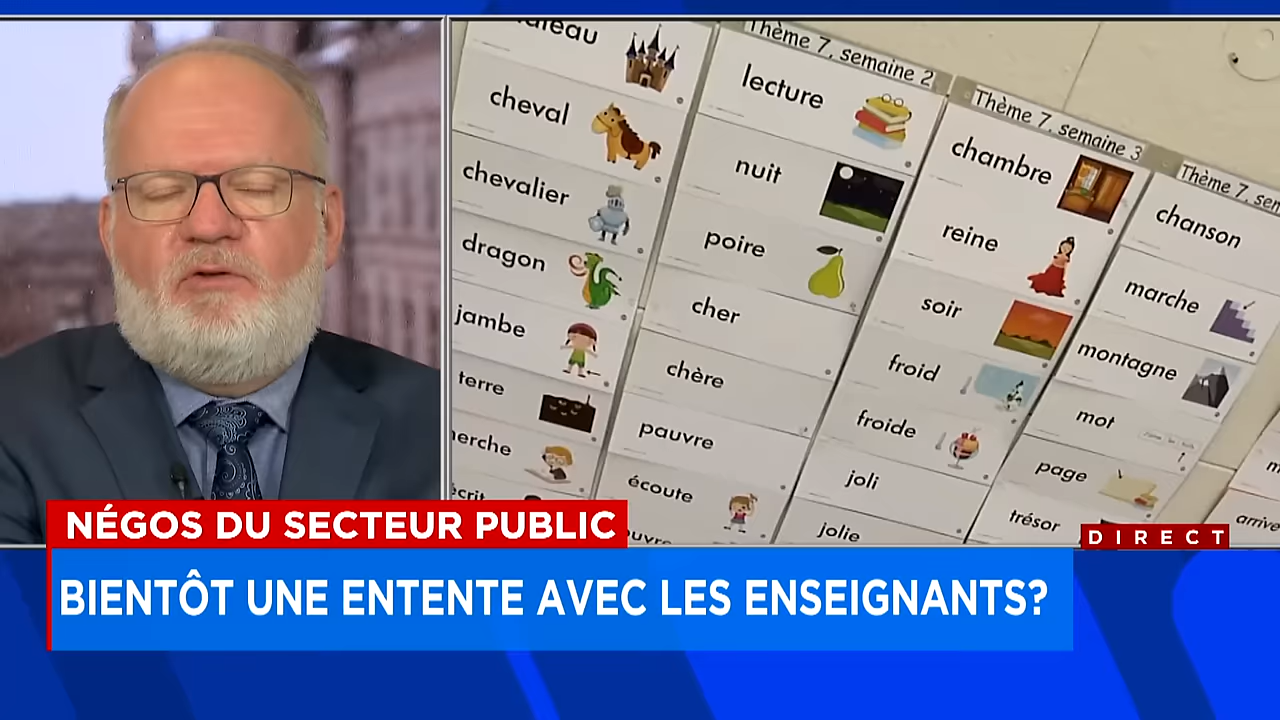 cheval
chevalier
dragon
jambe
terre
Thème 7, semaine 2
lecture
nuit
poire
cher
chère
pauvre
écoute
Thème 7, semaine 3
chambre
reine
soir
froid
froide
joli
jolie
Thème 7,
chanson
marche
montagne
mot
page
trésor
NÉGOS DU SECTEUR PUBLIC
DIRECT
BIENTÔT UNE ENTENTE AVEC LES ENSEIGNANTS?